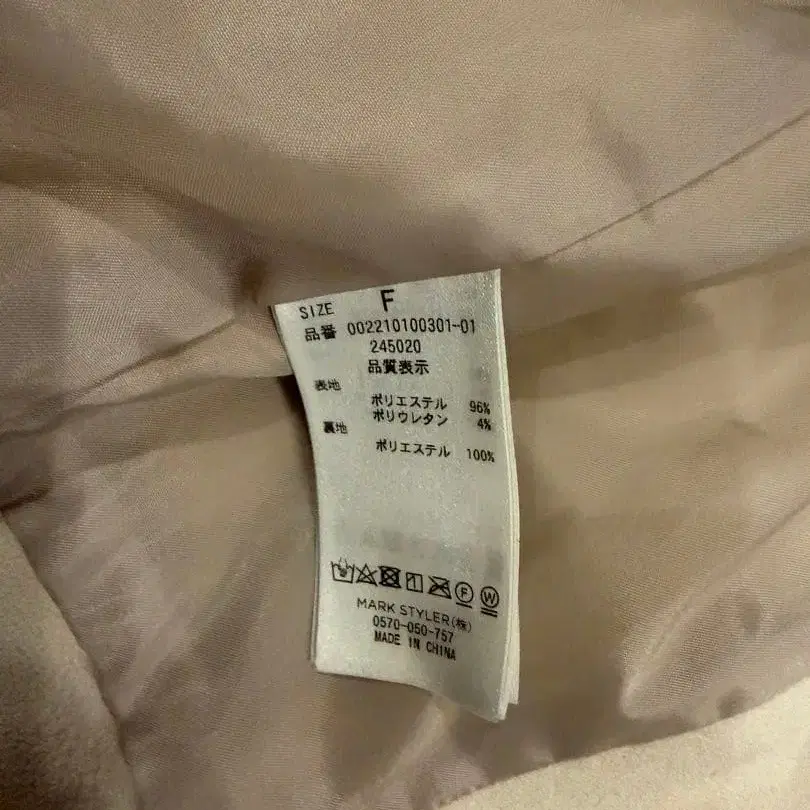 SIZE F
品番 002210100301-01
245020
品質表示
表地
ポリエステル 96%
ポリウレタン 4%
裏地
ポリエステル 100%
F W
MARK STYLER(株)
0570-050-757
MADE IN CHINA